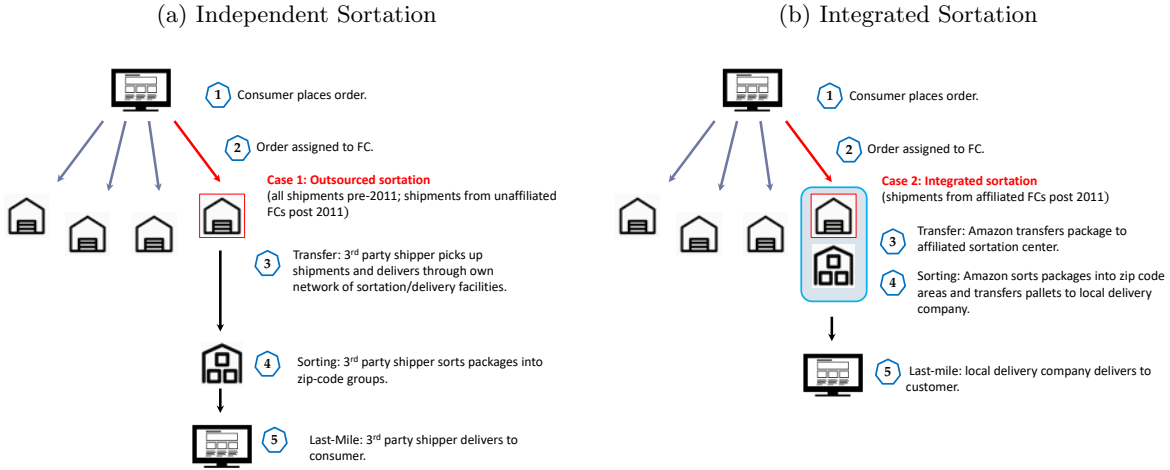 (a) Independent Sortation
1 Consumer places order.
2 Order assigned to FC.
Case 1: Outsourced sortation
(all shipments pre-2011; shipments from unaffiliated
FCs post 2011)
3 Transfer: 3rd party shipper picks up
shipments and delivers through own
network of sortation/delivery facilities.
4 Sorting: 3rd party shipper sorts packages into
zip-code groups.
5 Last-Mile: 3rd party shipper delivers to
consumer.
(b) Integrated Sortation
1 Consumer places order.
2 Order assigned to FC.
Case 2: Integrated sortation
(shipments from affiliated FCs post 2011)
3 Transfer: Amazon transfers package to
affiliated sortation center.
4 Sorting: Amazon sorts packages into zip code
areas and transfers pallets to local delivery
company.
5 Last-mile: local delivery company delivers to
customer.